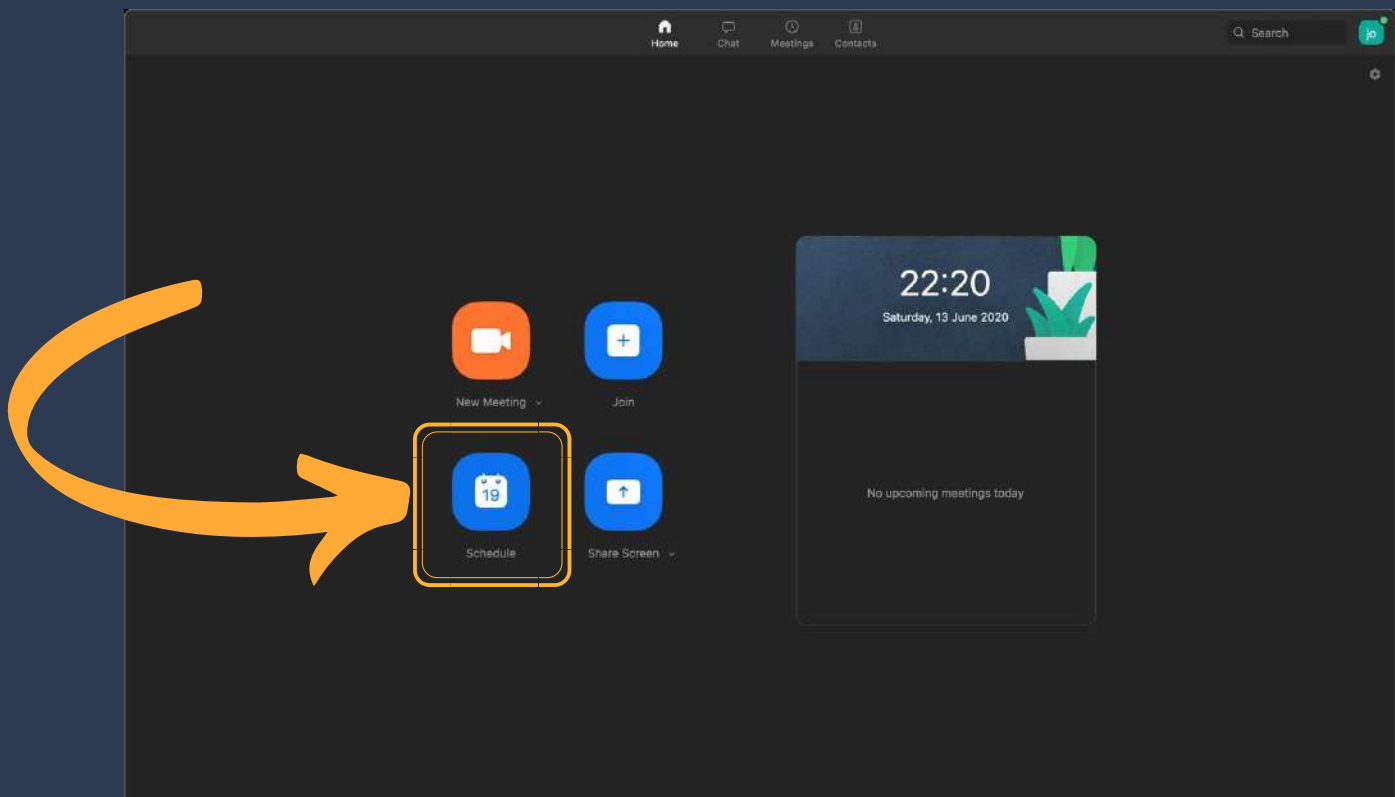 Home Chat Meetings Contacts
Search
jo
22:20
Saturday, 13 June 2020
New Meeting
Join
19
Schedule
Share Screen
No upcoming meetings today